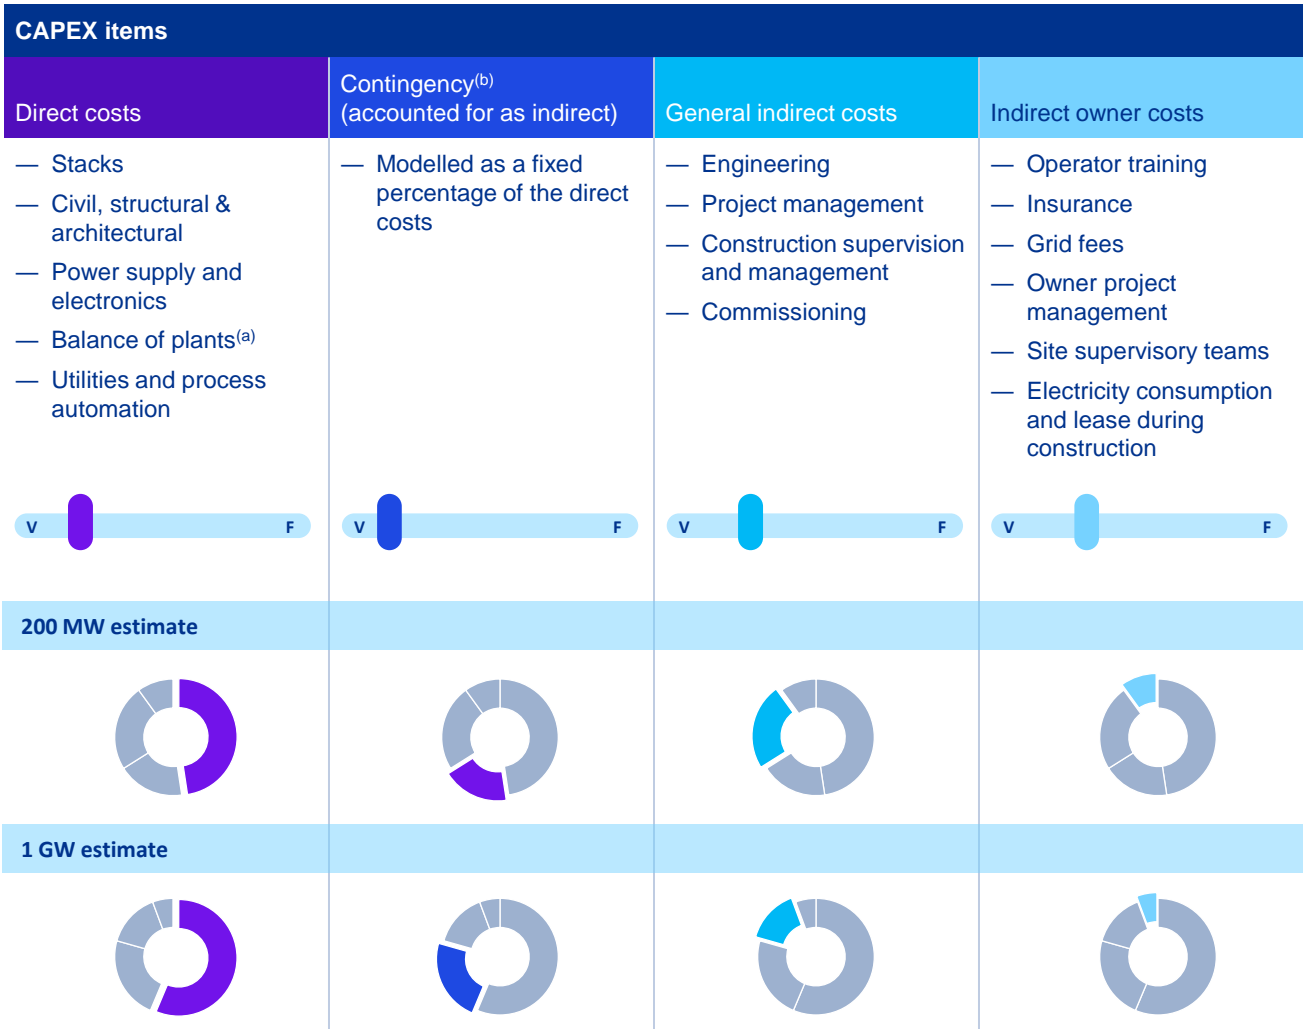 CAPEX items
Direct costs
Contingency(b)
(accounted for as indirect)
General indirect costs
Indirect owner costs
— Stacks
— Civil, structural &
architectural
— Power supply and
electronics
— Balance of plants(a)
— Utilities and process
automation
— Modelled as a fixed
percentage of the direct
costs
— Engineering
— Project management
— Construction supervision
and management
— Commissioning
— Operator training
— Insurance
— Grid fees
— Owner project
management
— Site supervisory teams
— Electricity consumption
and lease during
construction
V F
V F
V F
V F
200 MW estimate
1 GW estimate